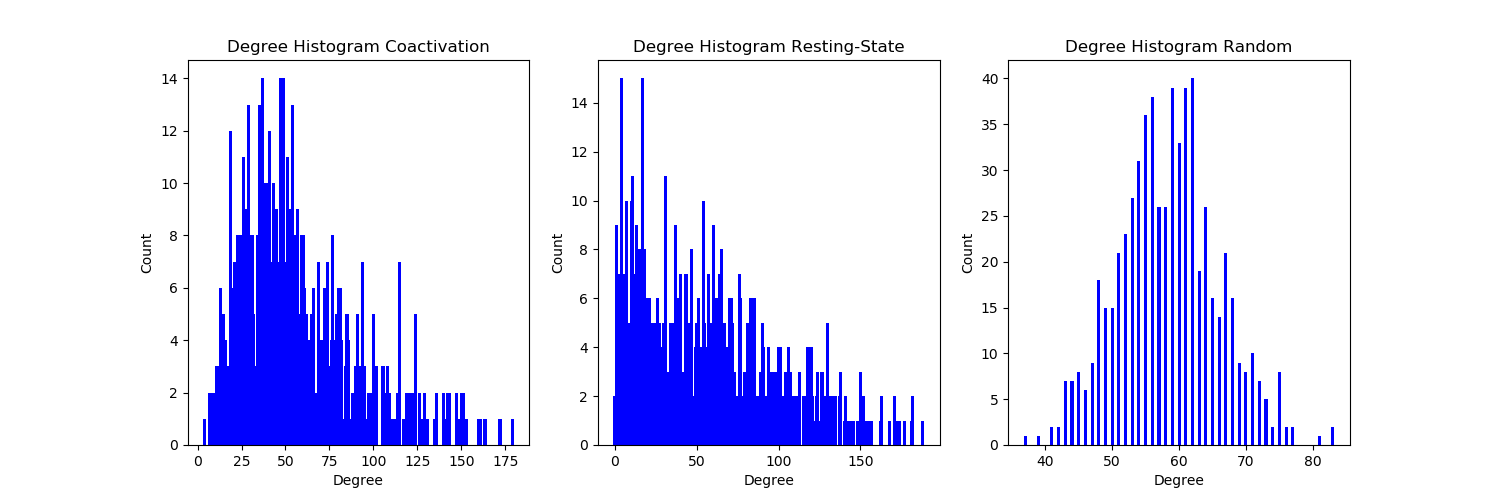 Degree Histogram Coactivation
14
12
10
8
6
4
2
0
Count
0 25 50 75 100 125 150 175
Degree
Degree Histogram Resting-State
14
12
10
8
6
4
2
0
Count
0 50 100 150
Degree
Degree Histogram Random
40
35
30
25
20
15
10
5
0
Count
40 50 60 70 80
Degree